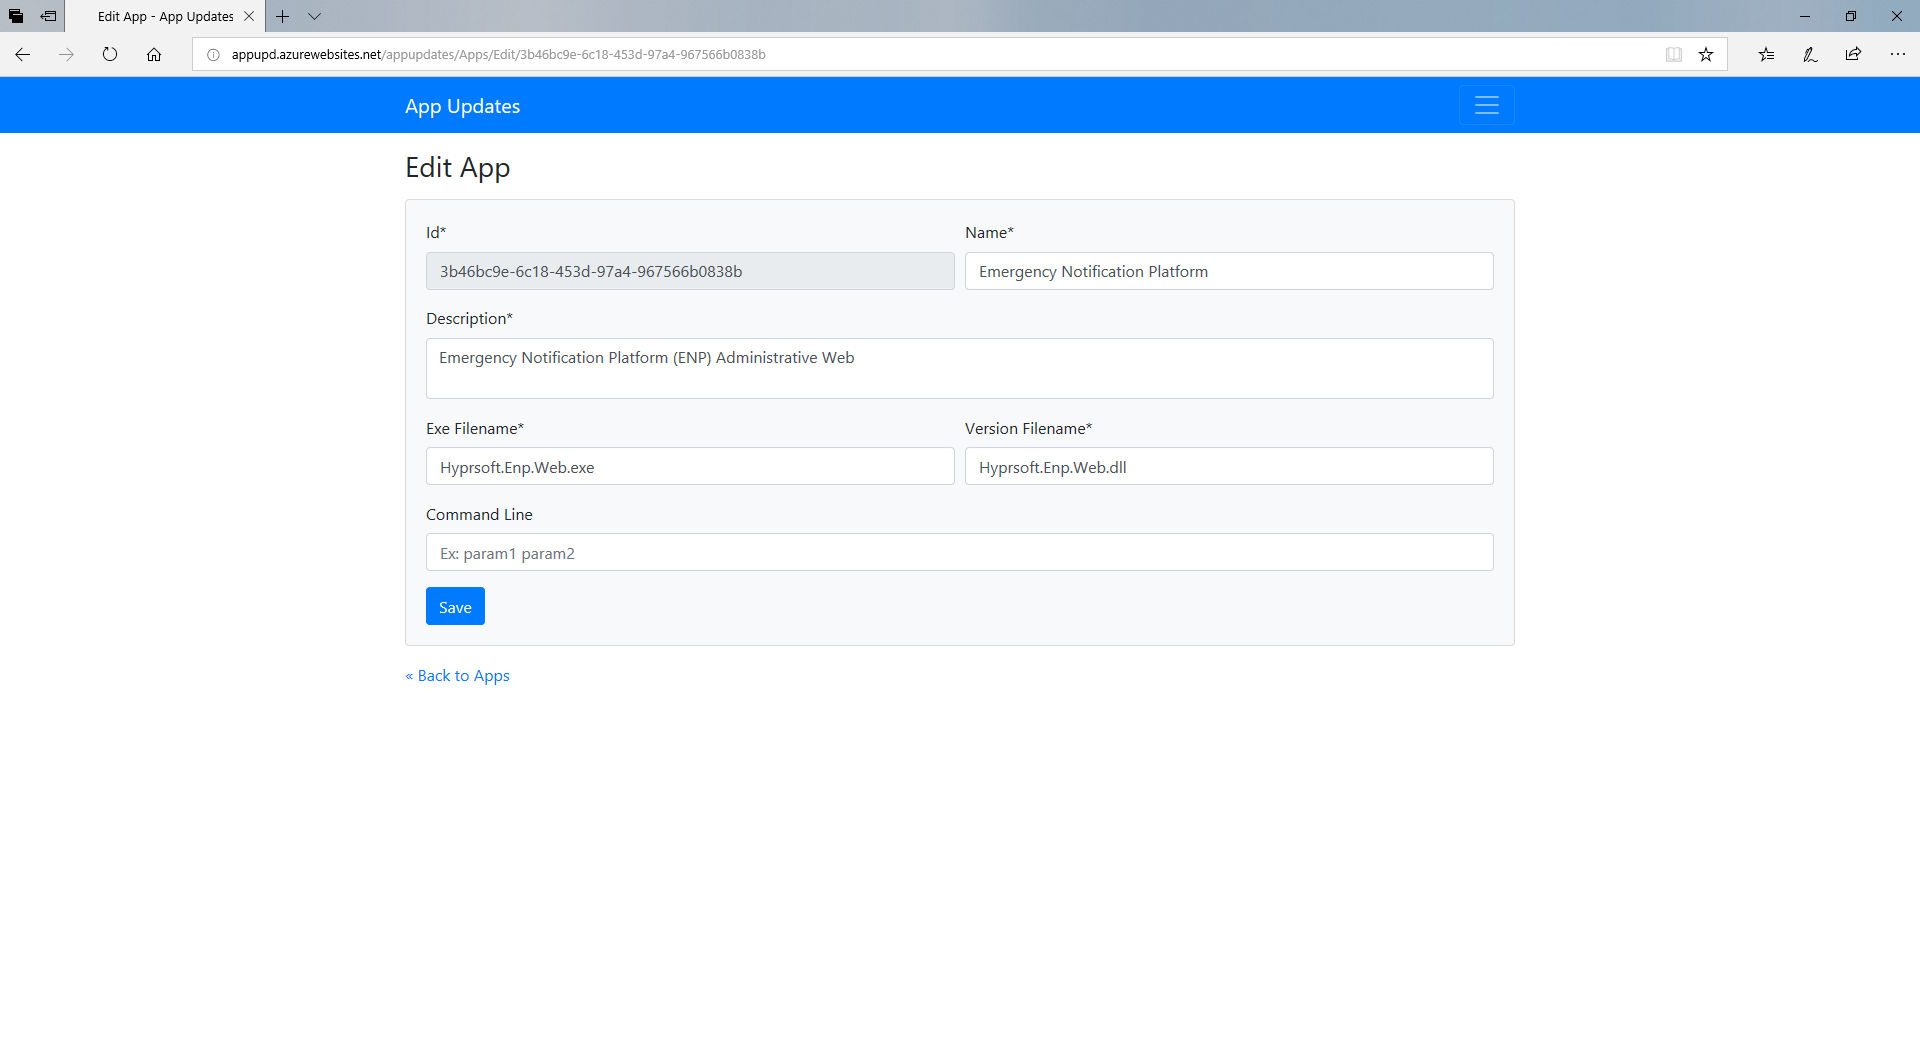 Edit App - App Updates
appupd.azurewebsites.net/appupdates/Apps/Edit/3b46bc9e-6c18-453d-97a4-967566b0838b
App Updates
Edit App
Id* Name*
3b46bc9e-6c18-453d-97a4-967566b0838b Emergency Notification Platform
Description*
Emergency Notification Platform (ENP) Administrative Web
Exe Filename* Version Filename*
Hyprsoft.Enp.Web.exe Hyprsoft.Enp.Web.dll
Command Line
Ex: param1 param2
Save
« Back to Apps